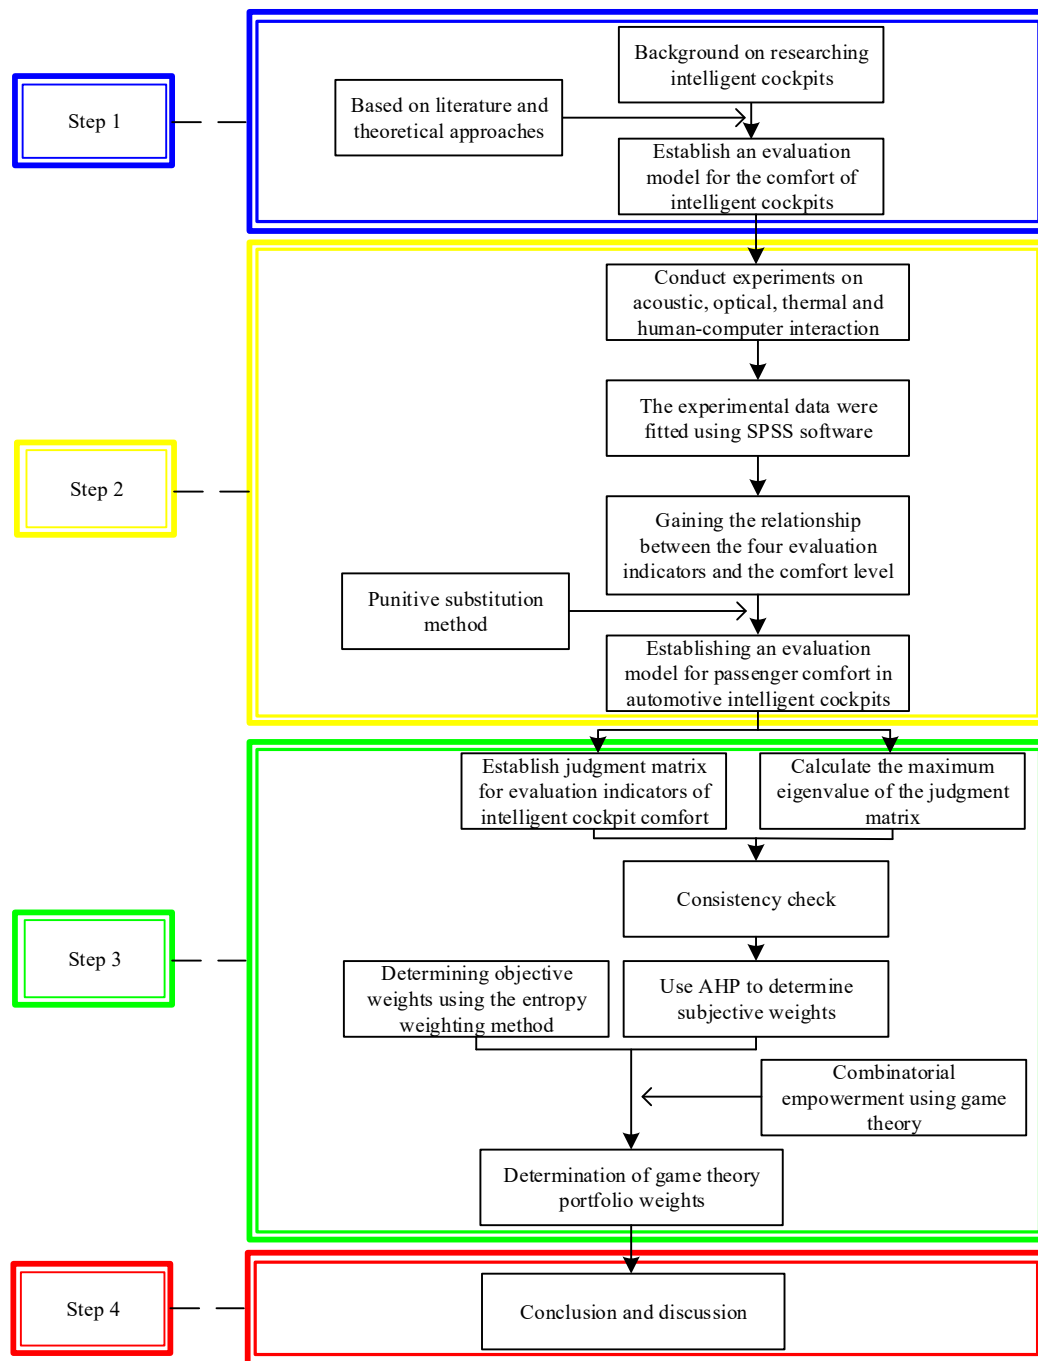 Step 1
Background on researching
intelligent cockpits
Based on literature and
theoretical approaches
Establish an evaluation
model for the comfort of
intelligent cockpits
Step 2
Conduct experiments on
acoustic, optical, thermal and
human-computer interaction
The experimental data were
fitted using SPSS software
Gaining the relationship
between the four evaluation
indicators and the comfort level
Punitive substitution
method
Establishing an evaluation
model for passenger comfort in
automotive intelligent cockpits
Step 3
Establish judgment matrix
for evaluation indicators of
intelligent cockpit comfort
Calculate the maximum
eigenvalue of the judgment
matrix
Consistency check
Determining objective
weights using the entropy
weighting method
Use AHP to determine
subjective weights
Combinatorial
empowerment using game
theory
Determination of game theory
portfolio weights
Step 4
Conclusion and discussion